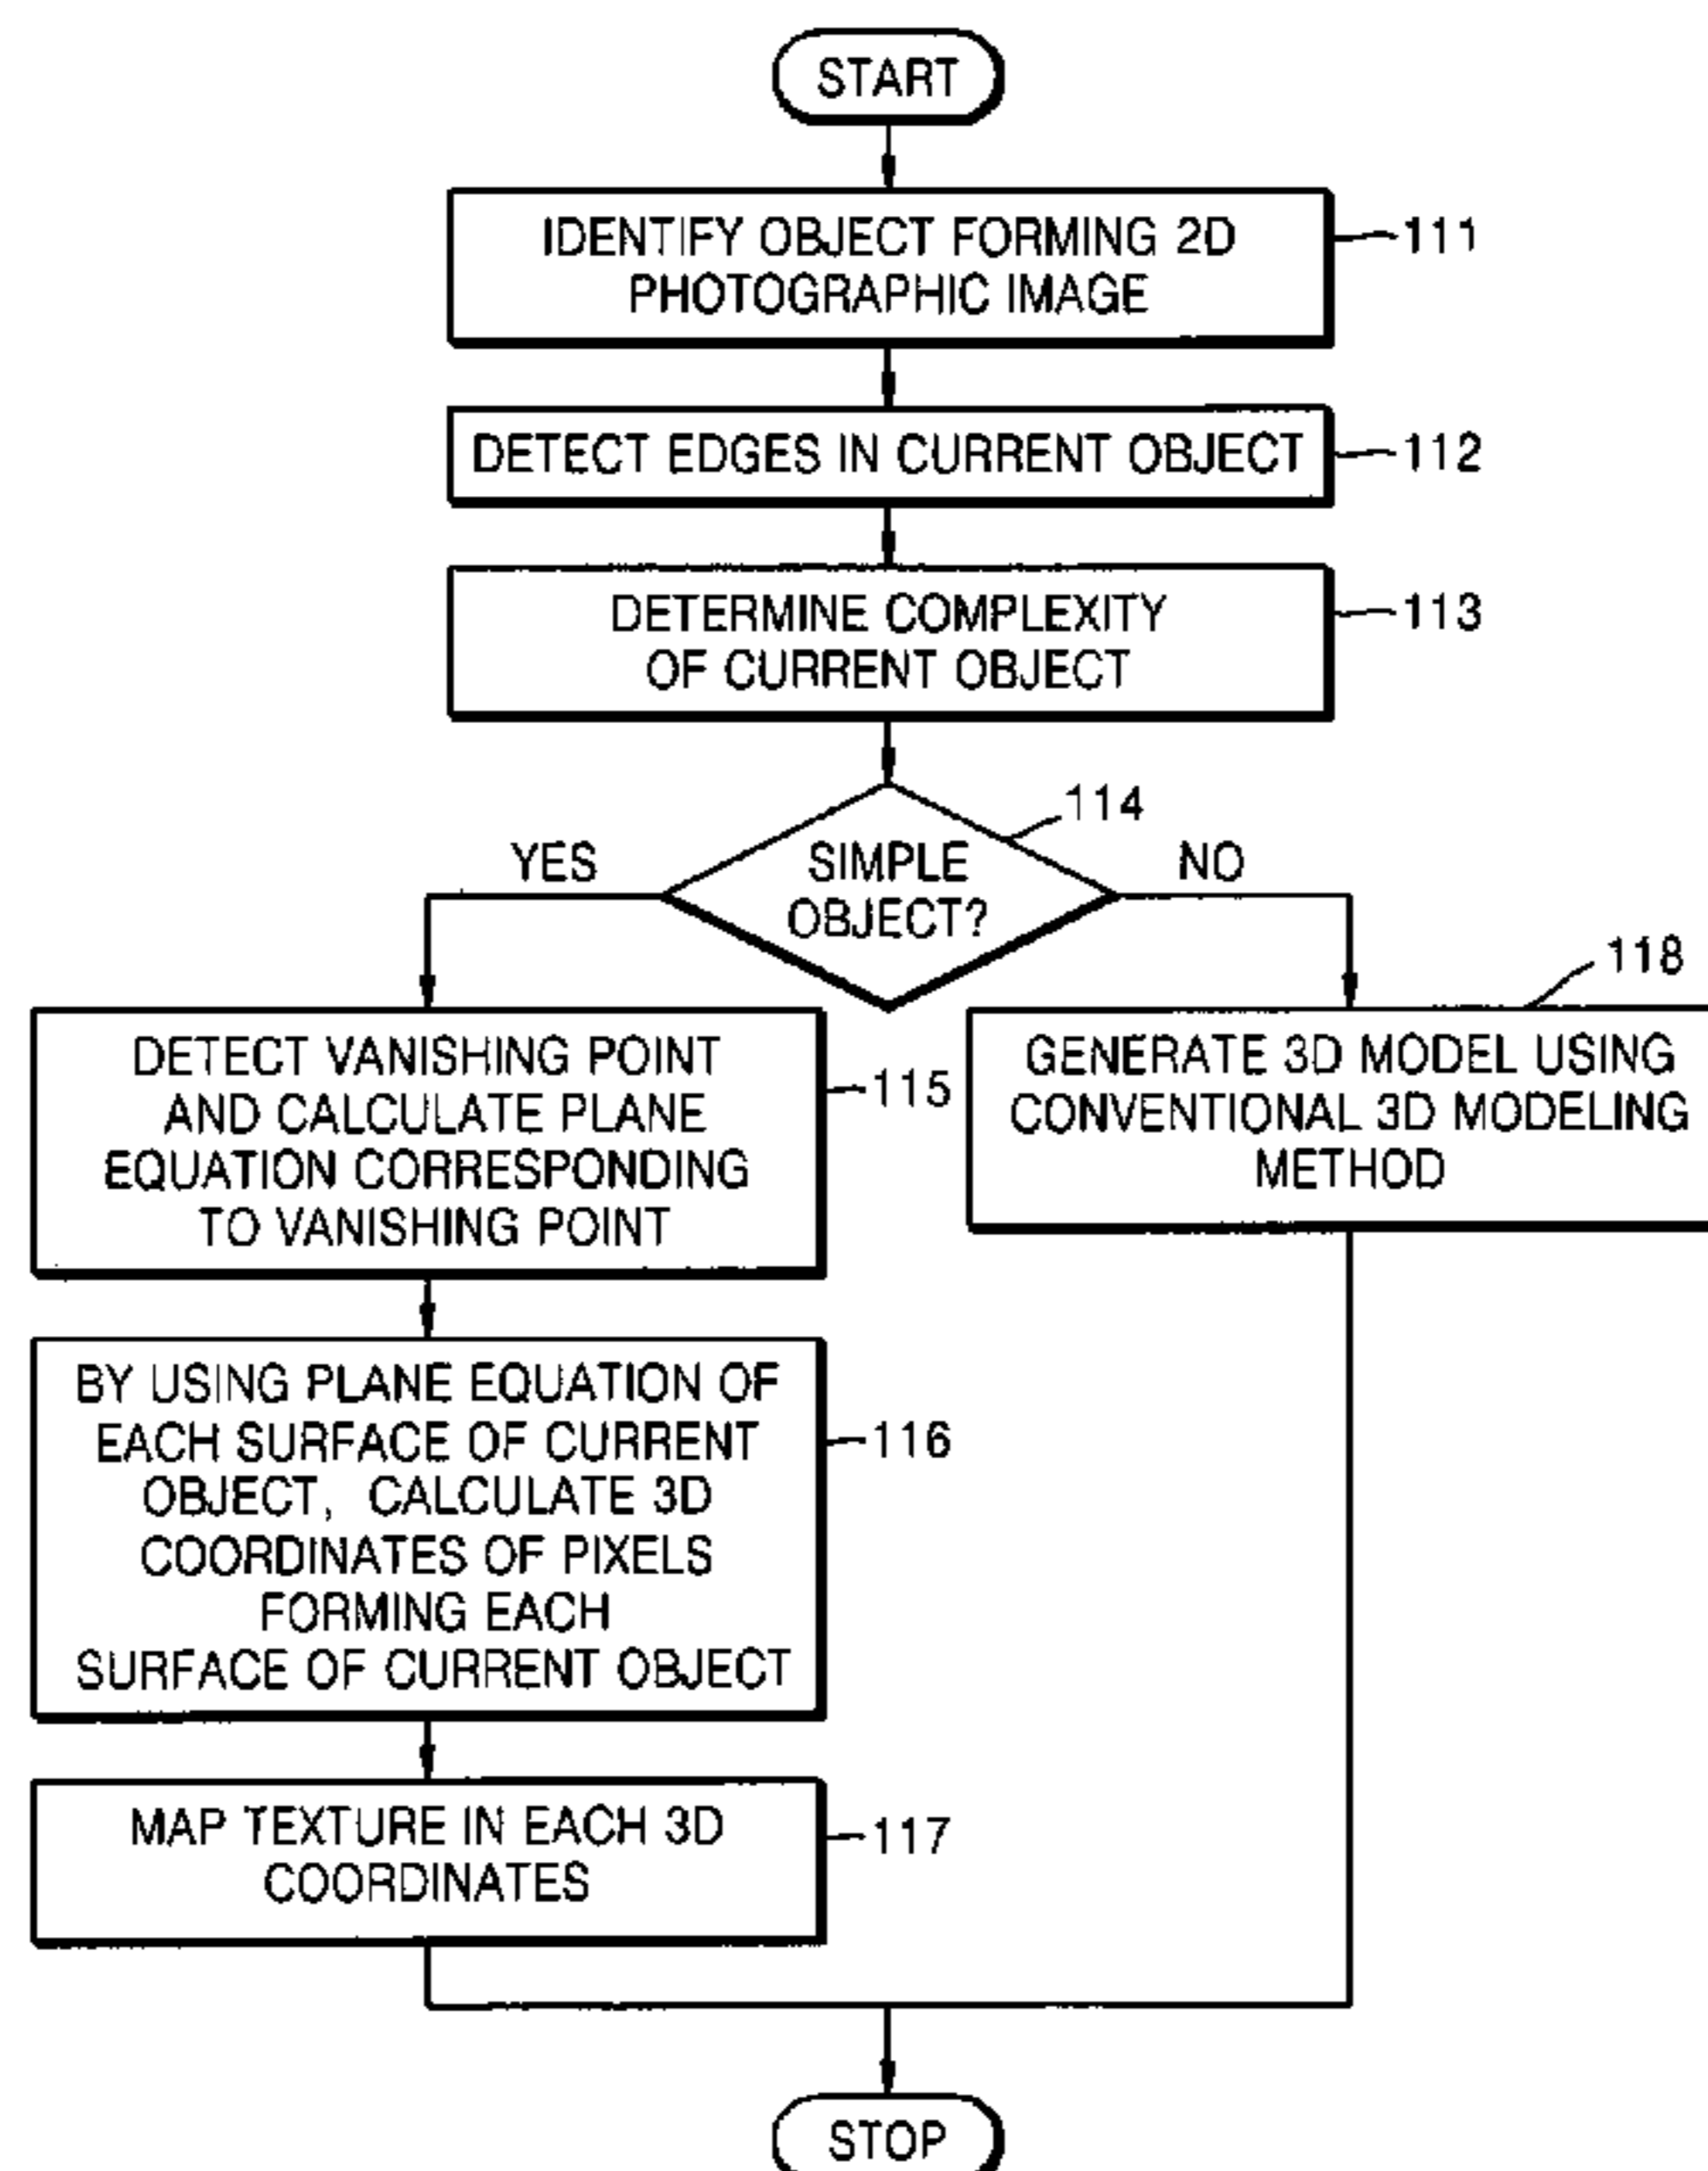 START
IDENTIFY OBJECT FORMING 2D
PHOTOGRAPHIC IMAGE
111
DETECT EDGES IN CURRENT OBJECT
112
DETERMINE COMPLEXITY
OF CURRENT OBJECT
113
114
YES
SIMPLE
OBJECT?
NO
118
DETECT VANISHING POINT
AND CALCULATE PLANE
EQUATION CORRESPONDING
TO VANISHING POINT
115
GENERATE 3D MODEL USING
CONVENTIONAL 3D MODELING
METHOD
BY USING PLANE EQUATION OF
EACH SURFACE OF CURRENT
OBJECT, CALCULATE 3D
COORDINATES OF PIXELS
FORMING EACH
SURFACE OF CURRENT OBJECT
116
MAP TEXTURE IN EACH 3D
COORDINATES
117
STOP